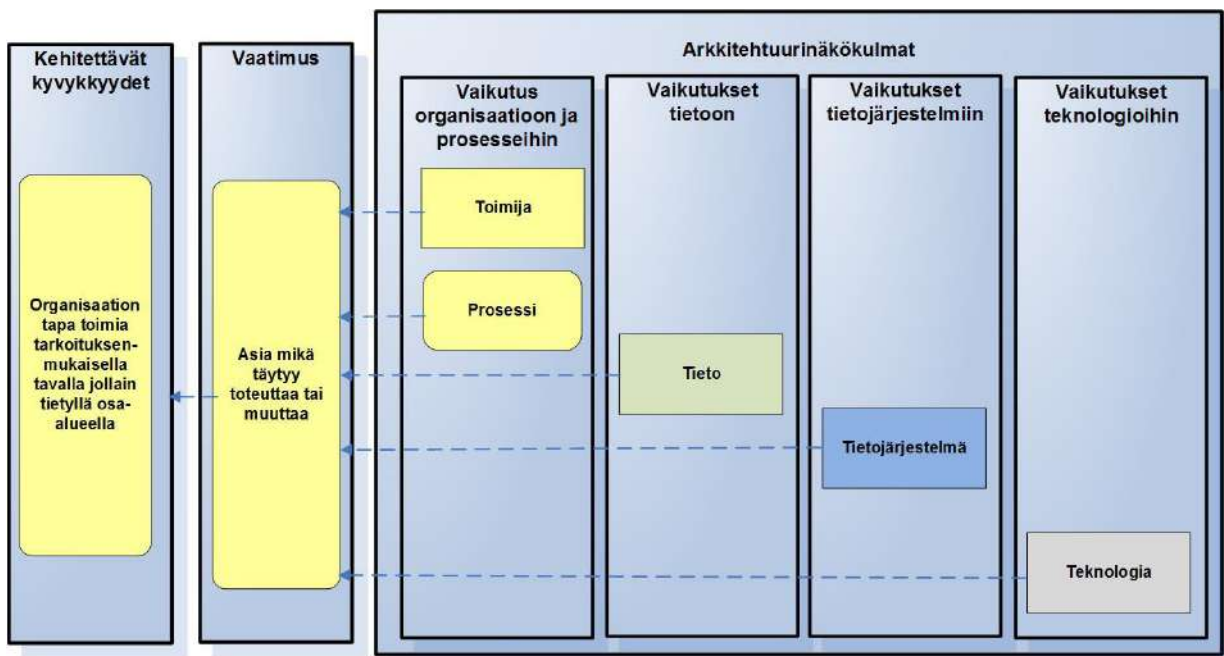 Kehitettävät
kyvykkyydet
Organisaation
tapa toimia
tarkoituksen-
mukaisella
tavalla jollain
tietyllä osa-
alueella
Vaatimus
Asia mikä
täytyy
toteuttaa tai
muuttaa
Arkkitehtuurinäkökulmat
Vaikutus
organisaatioon ja
prosesseihin
Toimija
Prosessi
Vaikutukset
tietoon
Tieto
Vaikutukset
tietojärjestelmiin
Tietojärjestelmä
Vaikutukset
teknologioihin
Teknologia